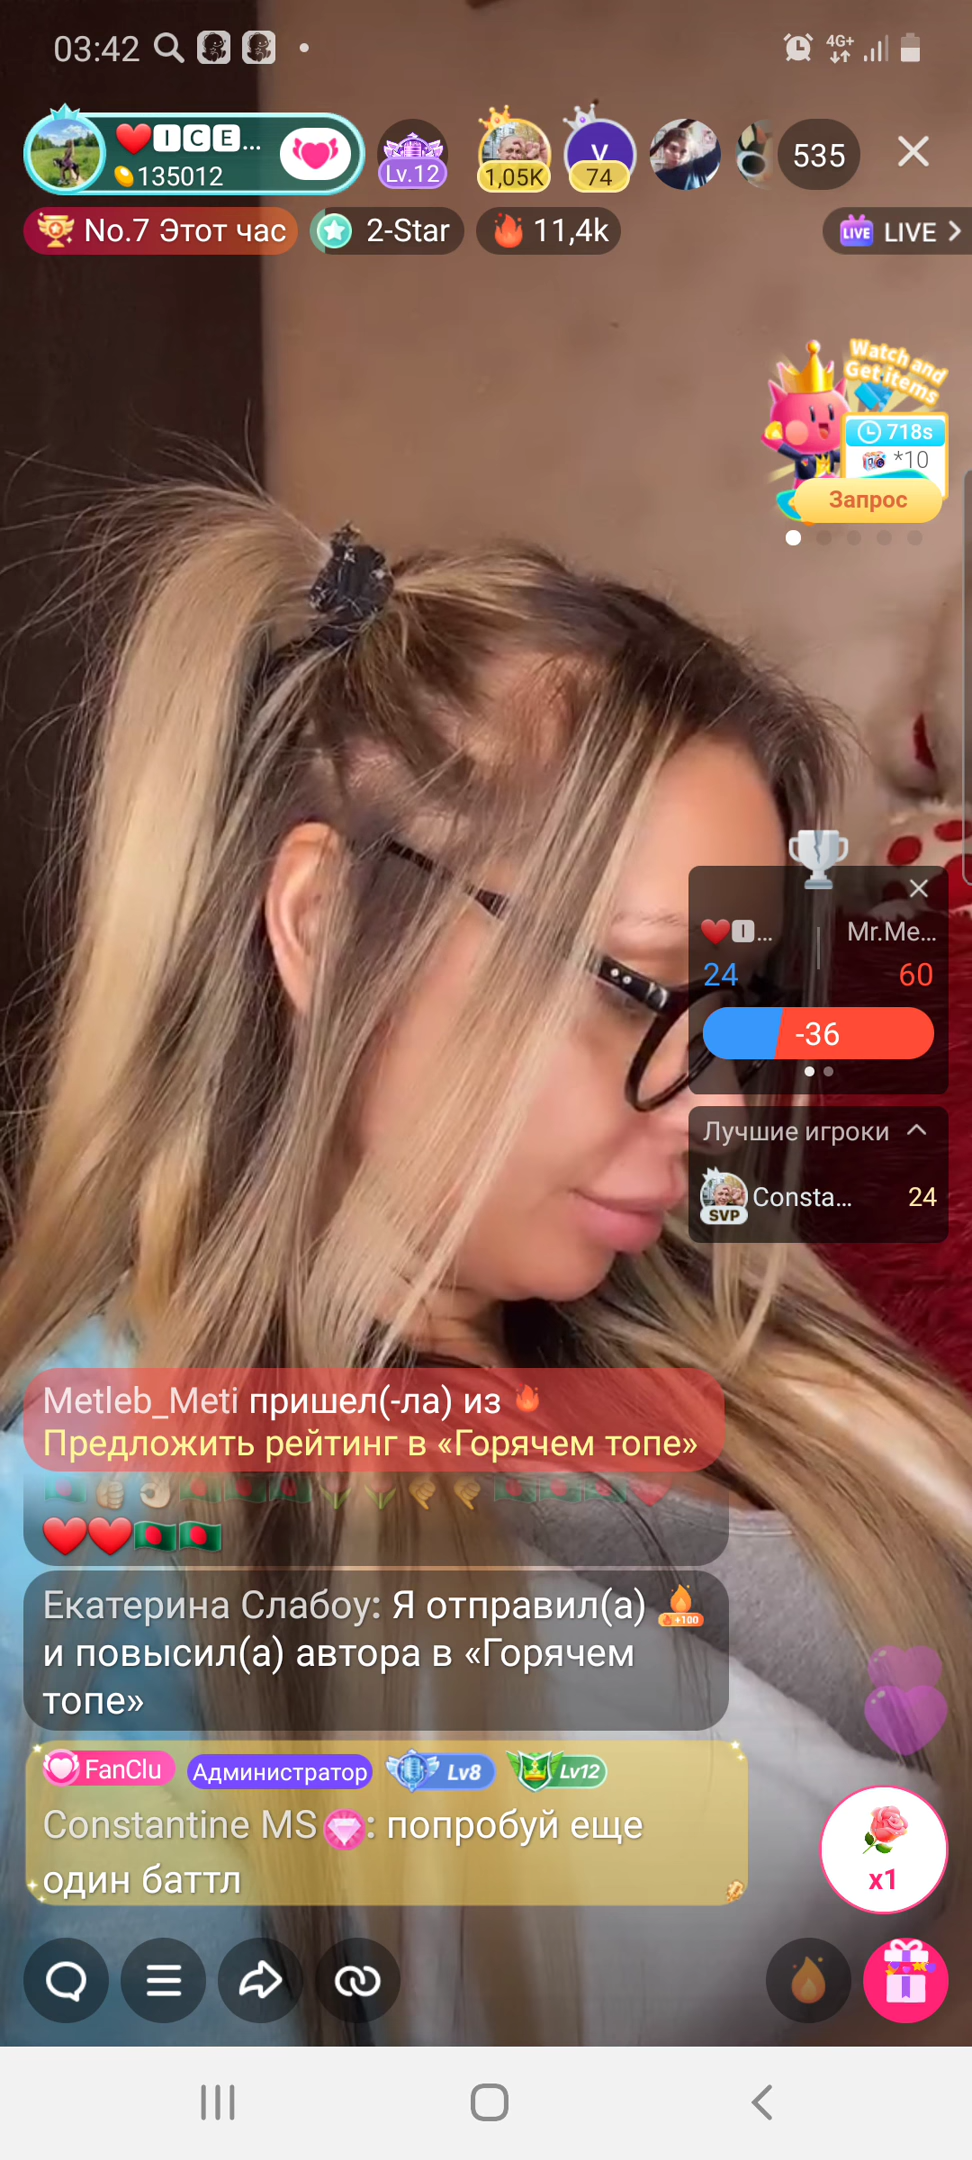 03:42
4G+
❤️ICE...
135012
Lv.12
1,05K
V
74
535
No.7 Этот час
2-Star
11,4k
LIVE
LIVE
Watch and
Get items
718s
*10
Запрос
❤️I...
Mr.Me...
24
60
-36
Лучшие игроки
SVP
Consta...
24
Metleb_Meti пришел(-ла) из 🔥
Предложить рейтинг в «Горячем топе»
Екатерина Слабоу: Я отправил(а)
+100
и повысил(а) автора в «Горячем
топе»
FanClu
Администратор
Lv8
Lv12
Constantine MS: попробуй еще
один баттл
x1